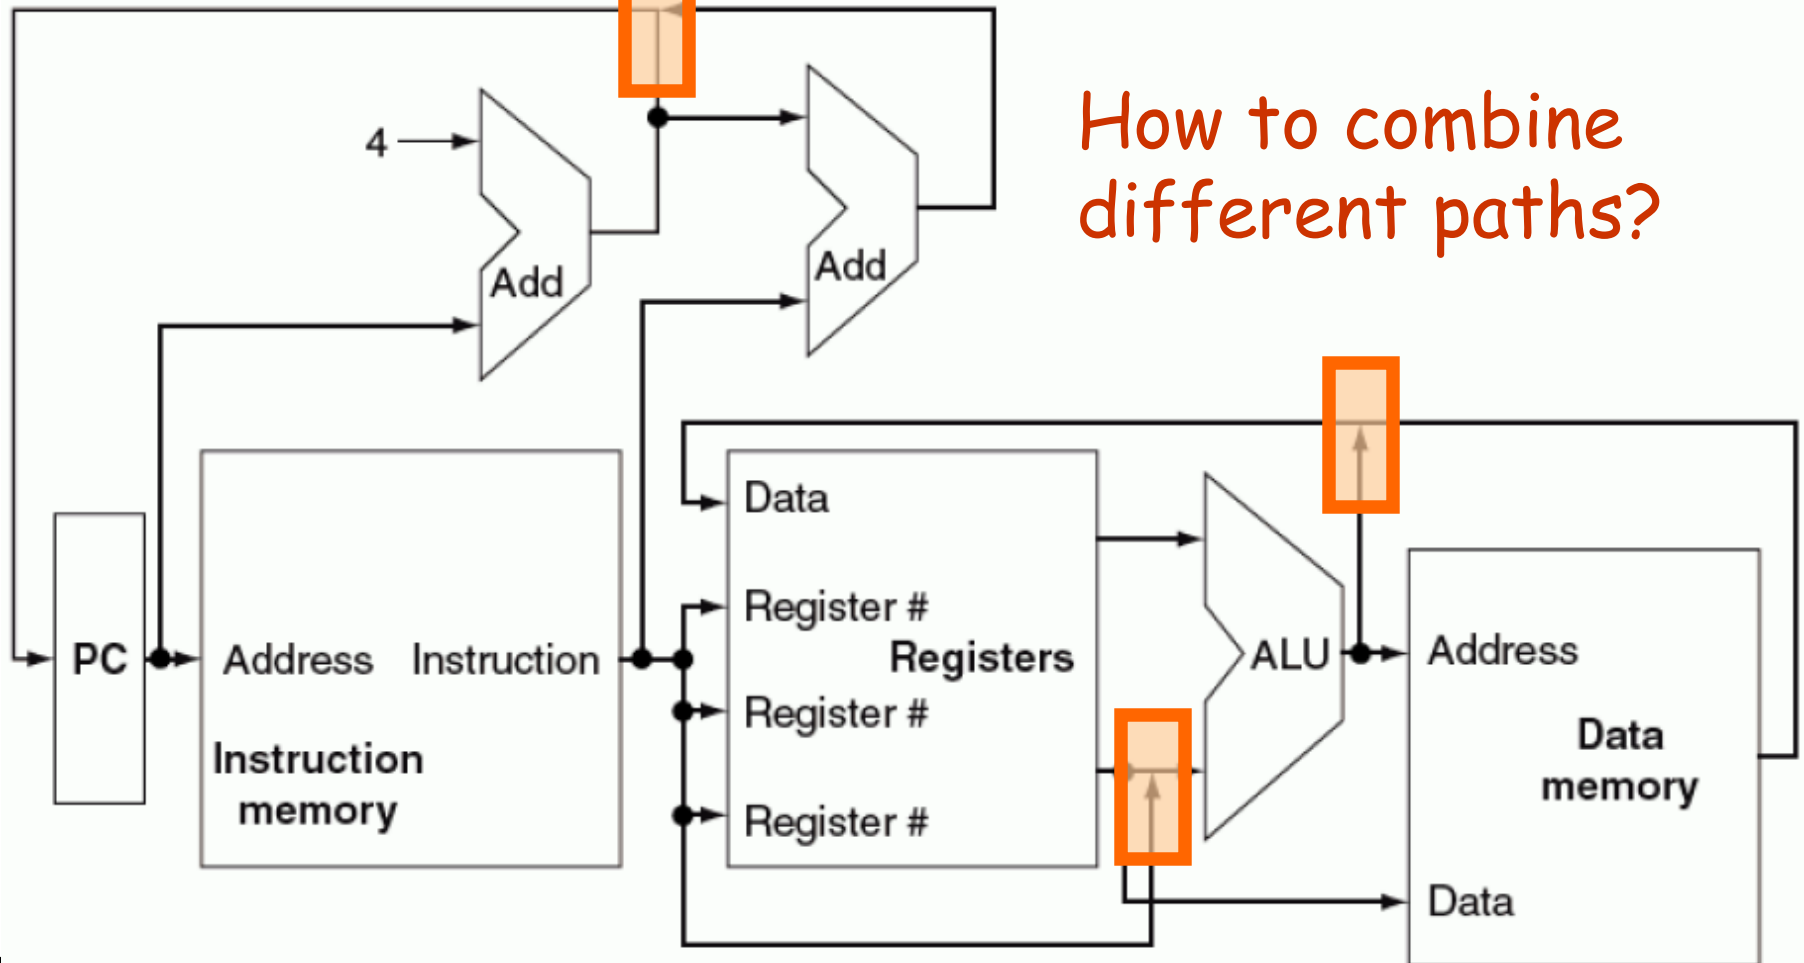 How to combine
different paths?
4
Add
Add
PC
Address
Instruction
Instruction
memory
Data
Register #
Registers
Register #
Register #
ALU
Address
Data
memory
Data